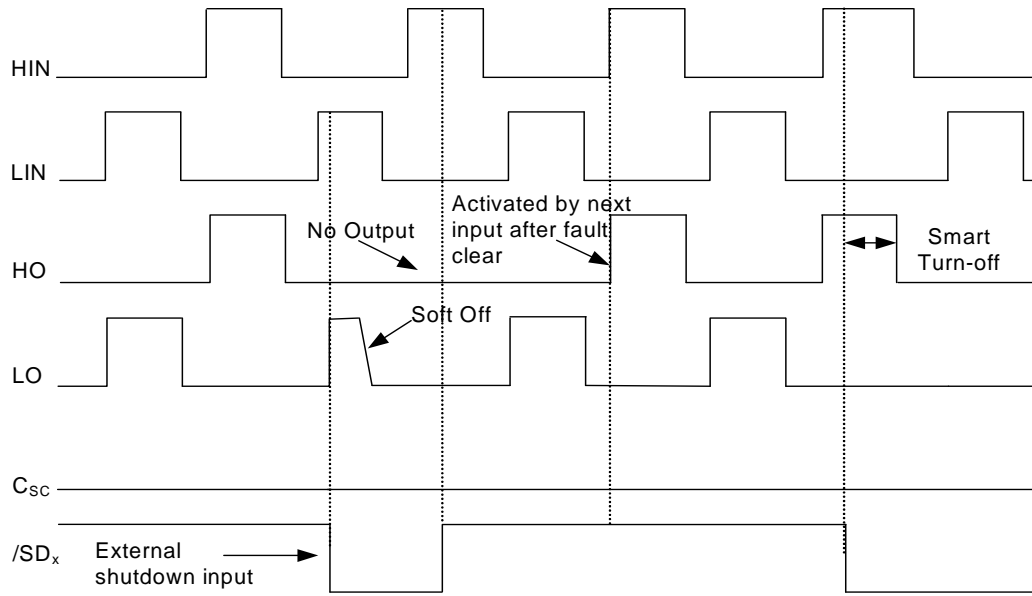 HIN
LIN
Activated by next
input after fault
clear
No Output
Smart
Turn-off
HO
Soft Off
LO
CSC
/SDx
External
shutdown input